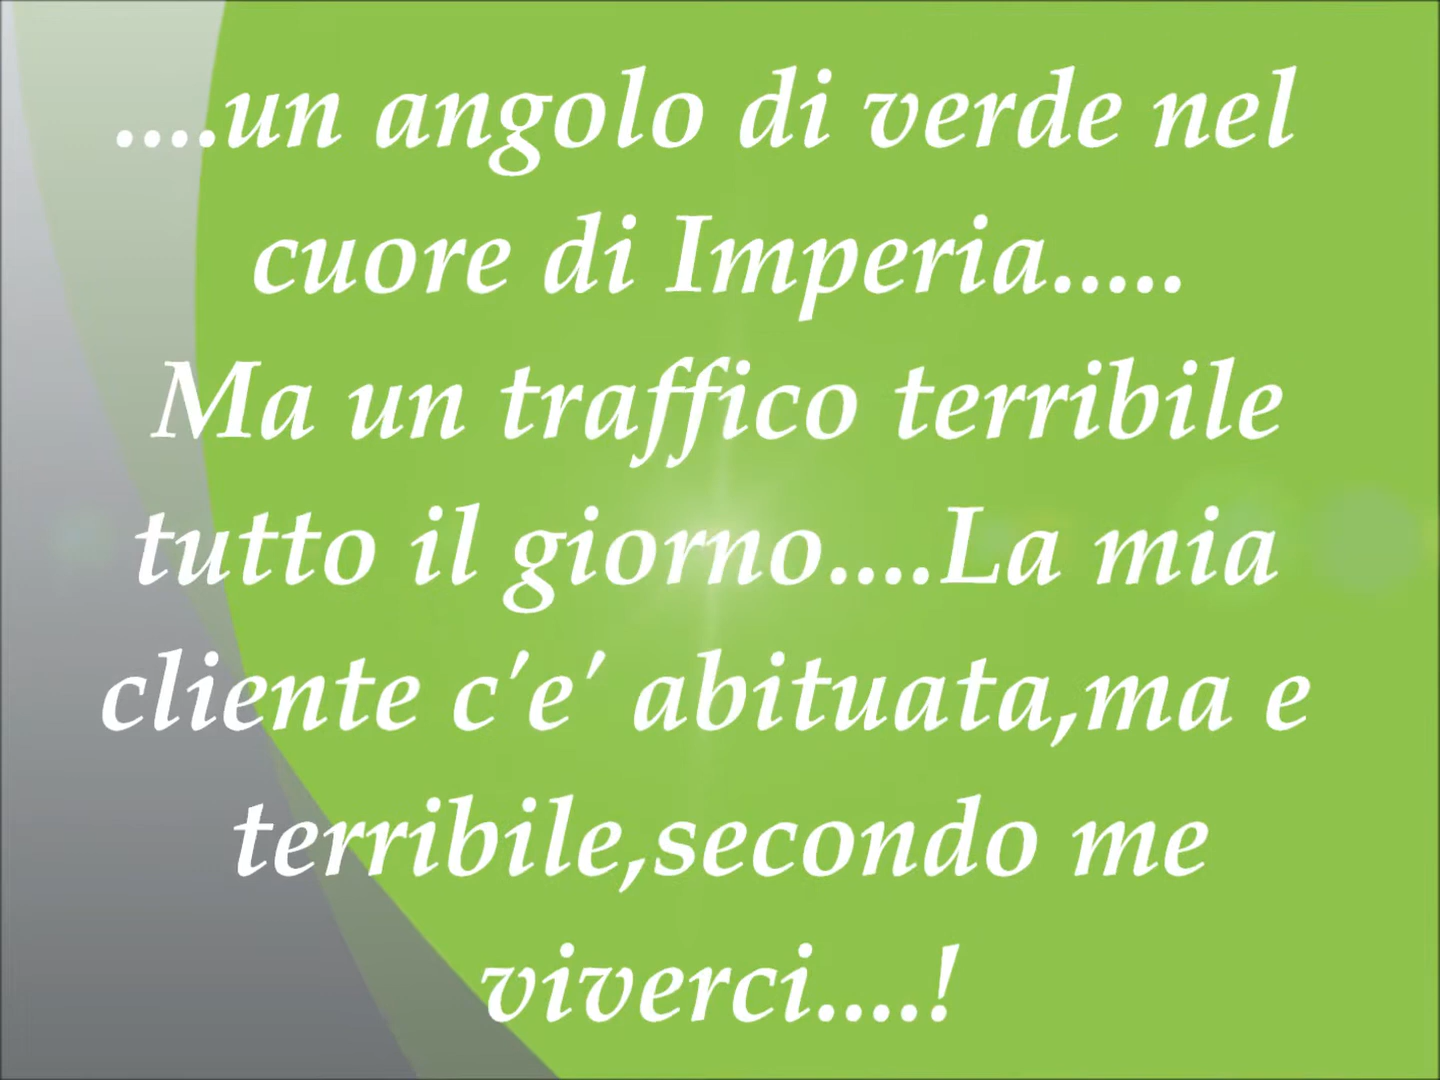 ....un angolo di verde nel
cuore di Imperia.....
Ma un traffico terribile
tutto il giorno....La mia
cliente c'e' abituata,ma e
terribile,secondo me
viverci....!